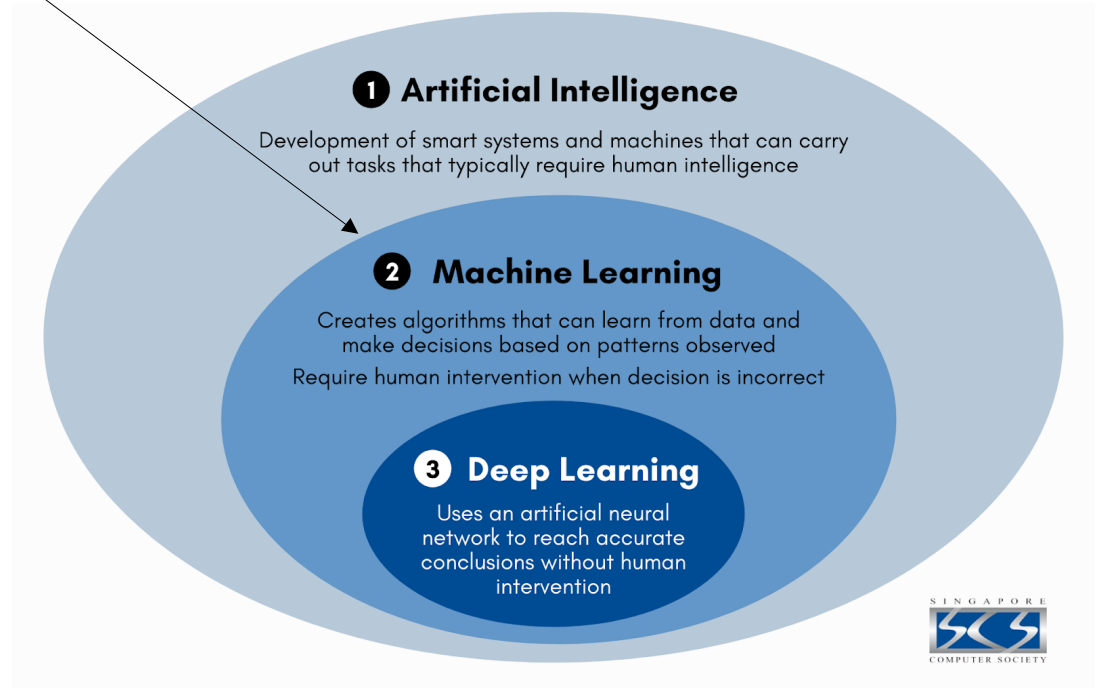 1 Artificial Intelligence
Development of smart systems and machines that can carry
out tasks that typically require human intelligence
2 Machine Learning
Creates algorithms that can learn from data and
make decisions based on patterns observed
Require human intervention when decision is incorrect
3 Deep Learning
Uses an artificial neural
network to reach accurate
conclusions without human
intervention
SINGAPORE
SCS
COMPUTER SOCIETY